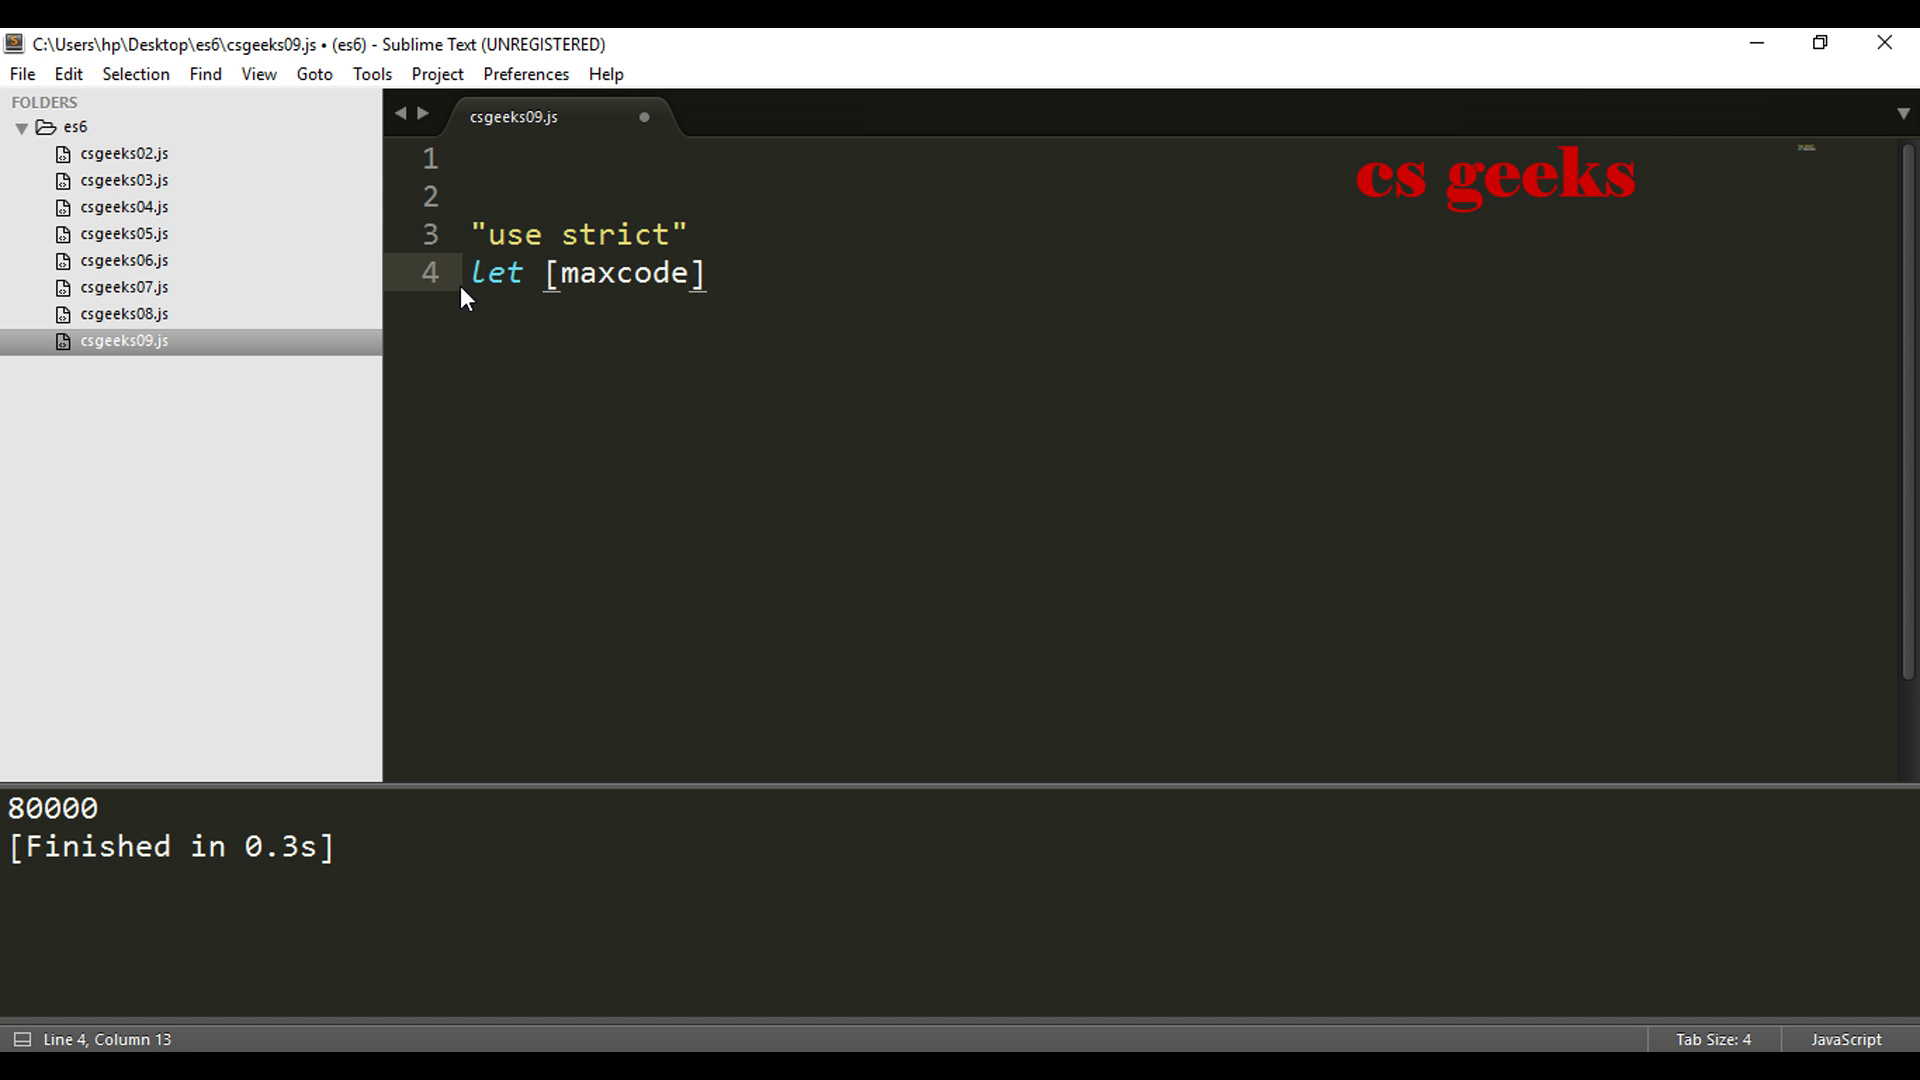 C:\Users\hp\Desktop\es6\csgeeks09.js • (es6) - Sublime Text (UNREGISTERED)
File Edit Selection Find View Goto Tools Project Preferences Help
FOLDERS
es6
csgeeks02.js
csgeeks03.js
csgeeks04.js
csgeeks05.js
csgeeks06.js
csgeeks07.js
csgeeks08.js
csgeeks09.js
csgeeks09.js
cs geeks
1
2
3 "use strict"
4 let [maxcode]
80000
[Finished in 0.3s]
Line 4, Column 13
Tab Size: 4
JavaScript